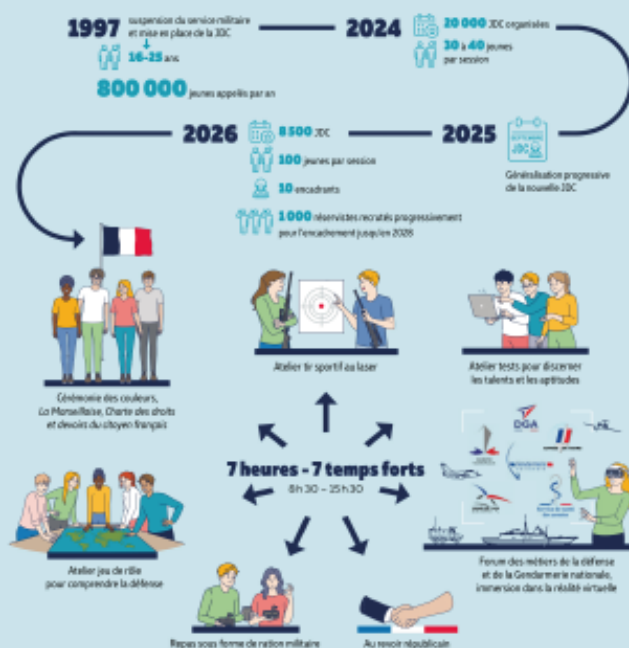 1997
suspension du service militaire
et mise en place de la JDC
16-25 ans
800 000 jeunes appelés par an
2024
20 000 JDC organisées
30 à 40 jeunes
par session
2025
SEPTEMBRE
JDC
Généralisation progressive
de la nouvelle JDC
2026
8 500 JDC
100 jeunes par session
10 encadrants
1 000 réservistes recrutés progressivement
pour l'encadrement jusqu'en 2028
Cérémonie des couleurs,
La Marseillaise, Charte des droits
et devoirs du citoyen français
Atelier tir sportif au laser
Atelier tests pour discerner
les talents et les aptitudes
7 heures - 7 temps forts
8h30 – 15h30
DGA
Atelier jeu de rôle
pour comprendre la défense
Forum des métiers de la défense
et de la Gendarmerie nationale,
immersion dans la réalité virtuelle
Repas sous forme de ration militaire
Au revoir républicain